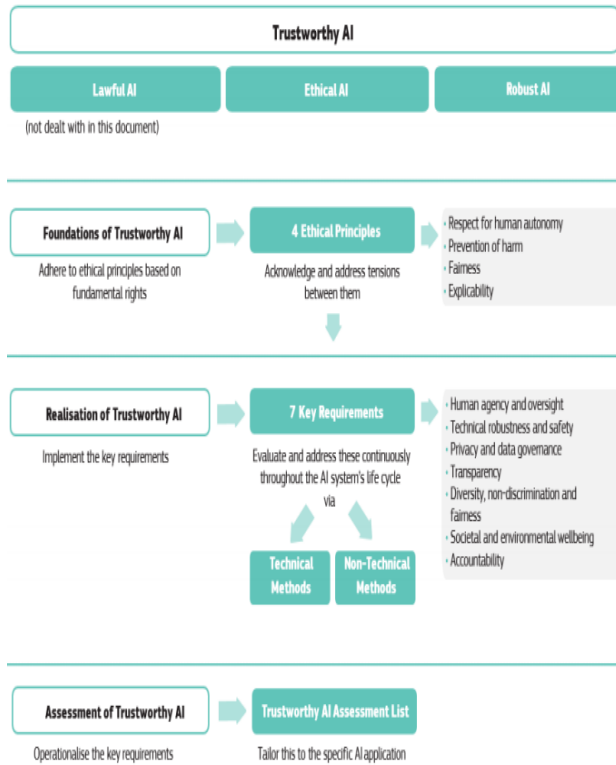 Trustworthy AI
Lawful AI
Ethical AI
Robust AI
(not dealt with in this document)
Foundations of Trustworthy AI
Adhere to ethical principles based on
fundamental rights
4 Ethical Principles
Acknowledge and address tensions
between them
· Respect for human autonomy
· Prevention of harm
· Fairness
· Explicability
Realisation of Trustworthy AI
Implement the key requirements
7 Key Requirements
Evaluate and address these continuously
throughout the AI system's life cycle
via
Technical
Methods
Non-Technical
Methods
· Human agency and oversight
· Technical robustness and safety
· Privacy and data governance
· Transparency
· Diversity, non-discrimination and
fairness
· Societal and environmental wellbeing
· Accountability
Assessment of Trustworthy AI
Operationalise the key requirements
Trustworthy AI Assessment List
Tailor this to the specific AI application